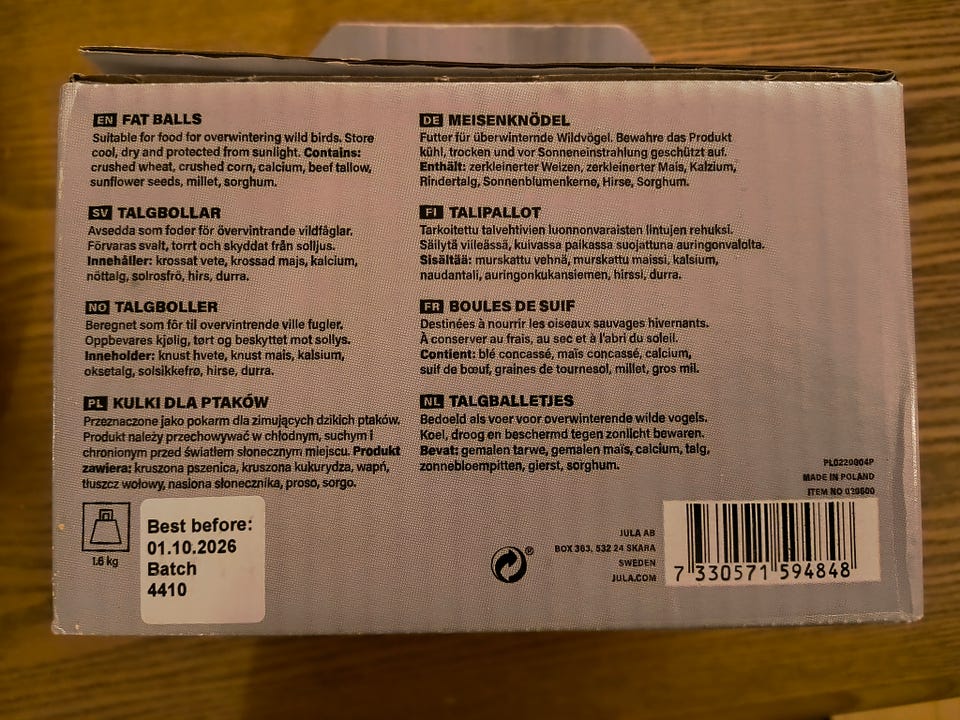 EN FAT BALLS
Suitable for food for overwintering wild birds. Store
cool, dry and protected from sunlight. Contains:
crushed wheat, crushed corn, calcium, beef tallow,
sunflower seeds, millet, sorghum.
SV TALGBOLLAR
Avsedda som foder för övervintrande vildfåglar.
Förvaras svalt, torrt och skyddat från solljus.
Innehåller: krossat vete, krossad majs, kalcium,
nöttalg, solrosfrö, hirs, durra.
NO TALGBOLLER
Beregnet som fôr til overvintrende ville fugler.
Oppbevares kjølig, tørt og beskyttet mot sollys.
Inneholder: knust hvete, knust mais, kalsium,
oksetalg, solsikkefrø, hirse, durra.
PL KULKI DLA PTAKÓW
Przeznaczone jako pokarm dla zimujących dzikich ptaków.
Produkt należy przechowywać w chłodnym, suchym i
chronionym przed światłem słonecznym miejscu. Produkt
zawiera: kruszona pszenica, kruszona kukurydza, wapń,
tłuszcz wołowy, nasiona słonecznika, proso, sorgo.
DE MEISENKNÖDEL
Futter für überwinternde Wildvögel. Bewahre das Produkt
kühl, trocken und vor Sonneneinstrahlung geschützt auf.
Enthält: zerkleinerter Weizen, zerkleinerter Mais, Kalzium,
Rindertalg, Sonnenblumenkerne, Hirse, Sorghum.
FI TALIPALLOT
Tarkoitettu talvehtivien luonnonvaraisten lintujen rehuksi.
Säilytä viileässä, kuivassa paikassa suojattuna auringonvalolta.
Sisältää: murskattu vehnä, murskattu maissi, kalsium,
naudantali, auringonkukansiemen, hirssi, durra.
FR BOULES DE SUIF
Destinées à nourrir les oiseaux sauvages hivernants.
À conserver au frais, au sec et à l'abri du soleil.
Contient: blé concassé, maïs concassé, calcium,
suif de bœuf, graines de tournesol, millet, gros mil.
NL TALGBALLETJES
Bedoeld als voer voor overwinterende wilde vogels.
Koel, droog en beschermd tegen zonlicht bewaren.
Bevat: gemalen tarwe, gemalen maïs, calcium, talg,
zonnebloempitten, gierst, sorghum.
PL0220004P
MADE IN POLAND
ITEM NO
1.6 kg
Best before:
01.10.2026
Batch
4410
®
JULA AB
BOX 363, 532 24 SKARA
SWEDEN
JULA.COM
7 330571 594848